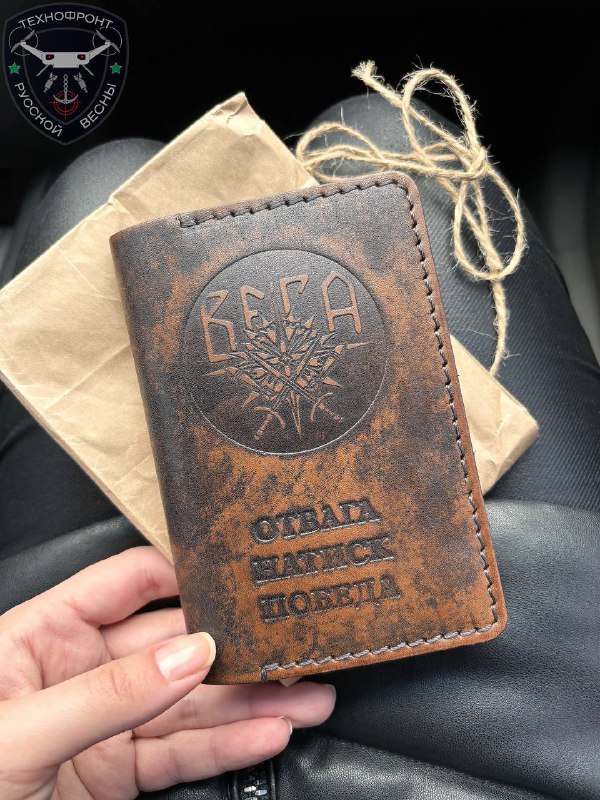 ТЕХНОФРОНТ
РУССКОЙ ВЕСНЫ
ВЕГА
ОТВАГА
НАТИСК
ПОБЕДА